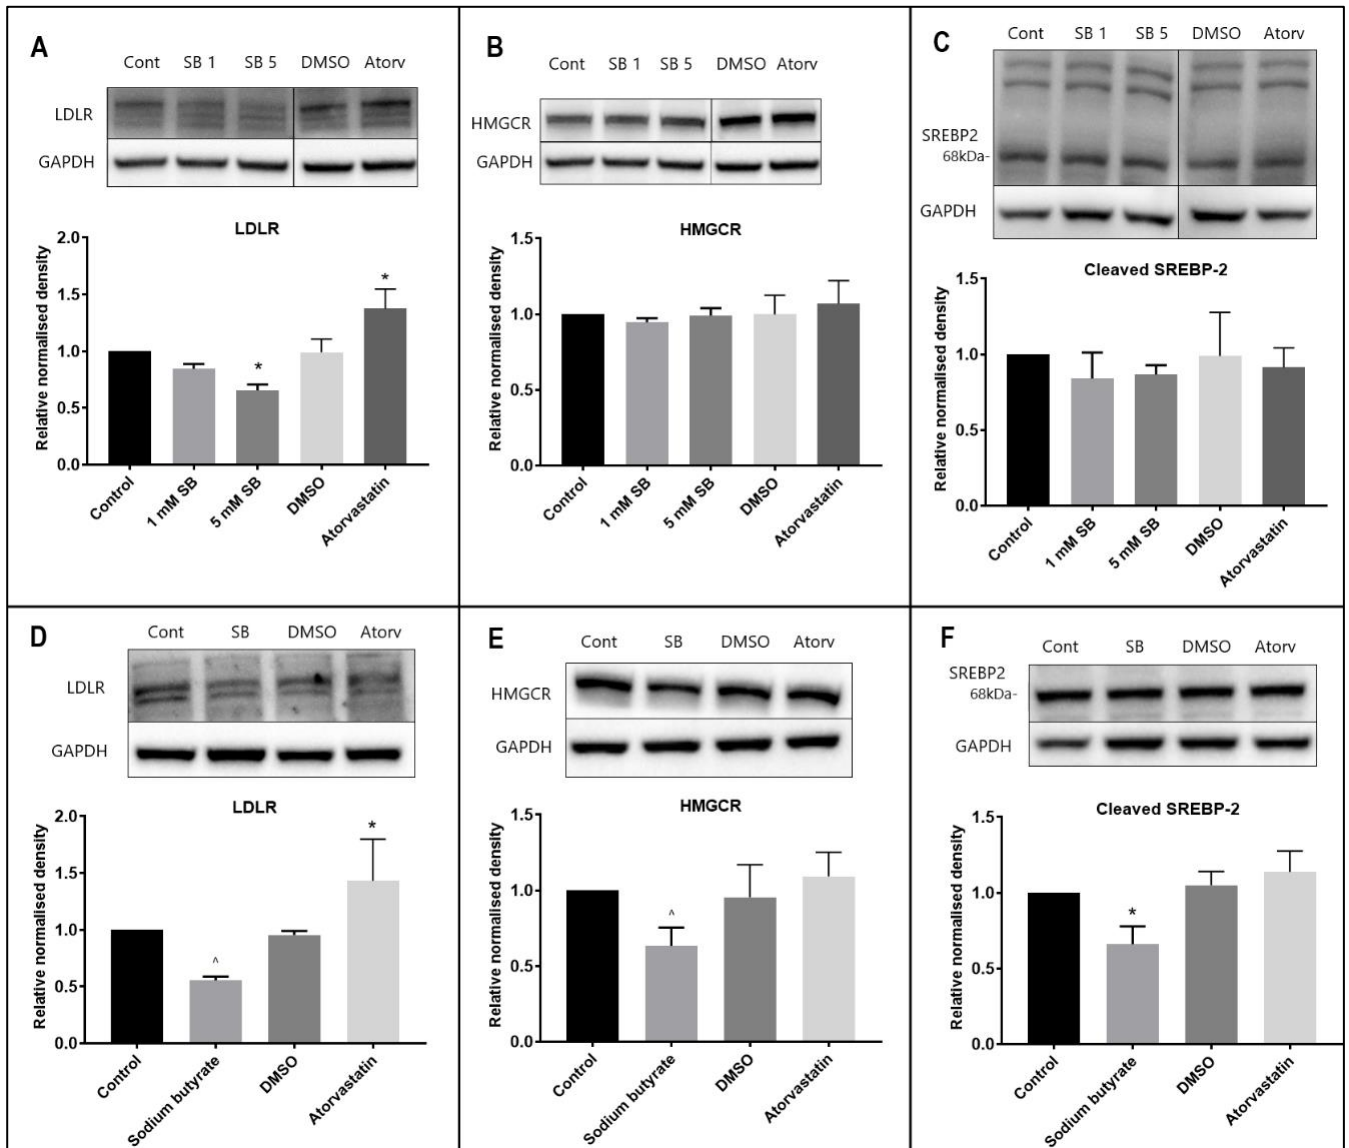 A
Cont SB 1 SB 5 DMSO Atorv
LDLR
GAPDH
LDLR
Relative normalised density
2.0
1.5
1.0
0.5
0.0
Control
1 mM SB
5 mM SB
DMSO
Atorvastatin
*
*
B
Cont SB 1 SB 5 DMSO Atorv
HMGCR
GAPDH
HMGCR
Relative normalised density
1.5
1.0
0.5
0.0
Control
1 mM SB
5 mM SB
DMSO
Atorvastatin
C
Cont SB 1 SB 5 DMSO Atorv
SREBP2
68kDa-
GAPDH
Cleaved SREBP-2
Relative normalised density
1.5
1.0
0.5
0.0
Control
1 mM SB
5 mM SB
DMSO
Atorvastatin
D
Cont SB DMSO Atorv
LDLR
GAPDH
LDLR
Relative normalised density
2.0
1.5
1.0
0.5
0.0
^
*
Control
Sodium butyrate
DMSO
Atorvastatin
E
Cont SB DMSO Atorv
HMGCR
GAPDH
HMGCR
Relative normalised density
1.5
1.0
0.5
0.0
^
Control
Sodium butyrate
DMSO
Atorvastatin
F
Cont SB DMSO Atorv
SREBP2
68kDa-
GAPDH
Cleaved SREBP-2
Relative normalised density
1.5
1.0
0.5
0.0
*
Control
Sodium butyrate
DMSO
Atorvastatin